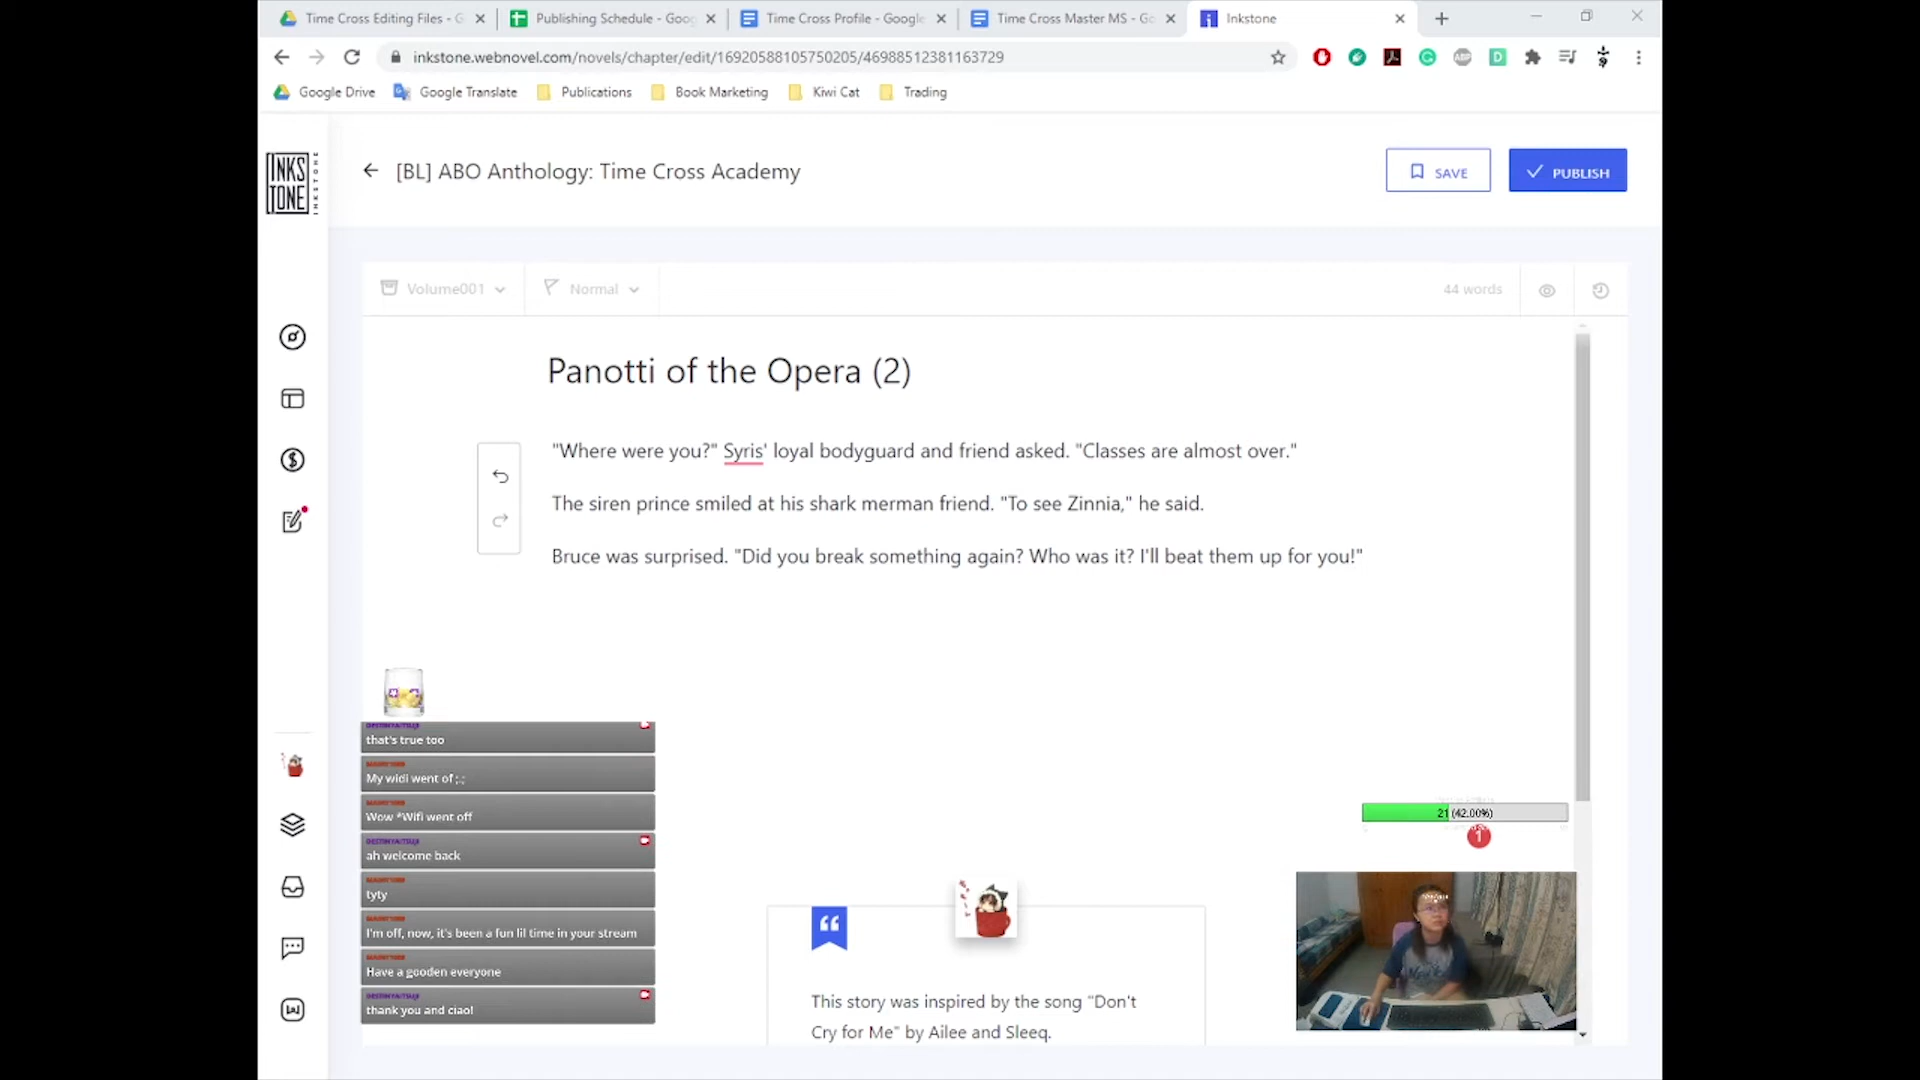 Time Cross Editing Files - G
Publishing Schedule - Goog
Time Cross Profile - Google
Time Cross Master MS - Go
Inkstone
inkstone.webnovel.com/novels/chapter/edit/16920588105750205/46988512381163729
Google Drive
Google Translate
Publications
Book Marketing
Kiwi Cat
Trading
INKS
TONE
INKSTONE
[BL] ABO Anthology: Time Cross Academy
SAVE
PUBLISH
Volume001
Normal
44 words
Panotti of the Opera (2)
"Where were you?" Syris' loyal bodyguard and friend asked. "Classes are almost over."
The siren prince smiled at his shark merman friend. "To see Zinnia," he said.
Bruce was surprised. "Did you break something again? Who was it? I'll beat them up for you!"
that's true too
My widi went of ;-;
Wow *Wifi went off
ah welcome back
tyty
I'm off, now, it's been a fun lil time in your stream
Have a gooden everyone
thank you and ciao!
21 (42.00%)
1
This story was inspired by the song "Don't
Cry for Me" by Ailee and Sleeq.